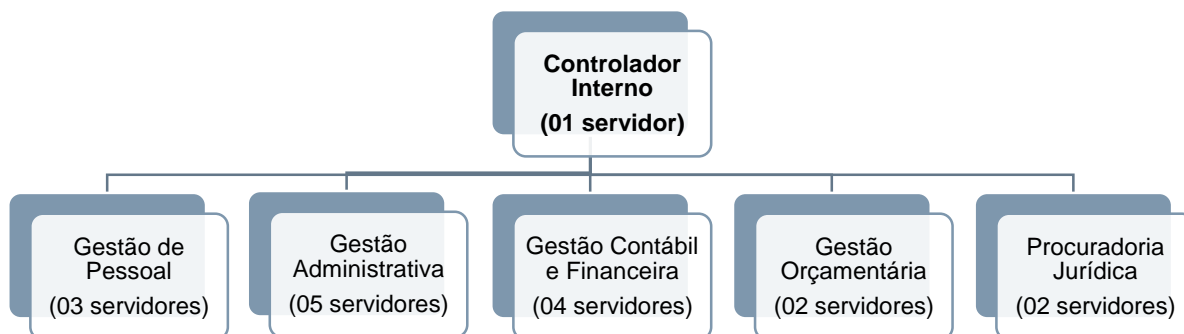 Controlador
Interno
(01 servidor)
Gestão de
Pessoal
(03 servidores)
Gestão
Administrativa
(05 servidores)
Gestão Contábil
e Financeira
(04 servidores)
Gestão
Orçamentária
(02 servidores)
Procuradoria
Jurídica
(02 servidores)